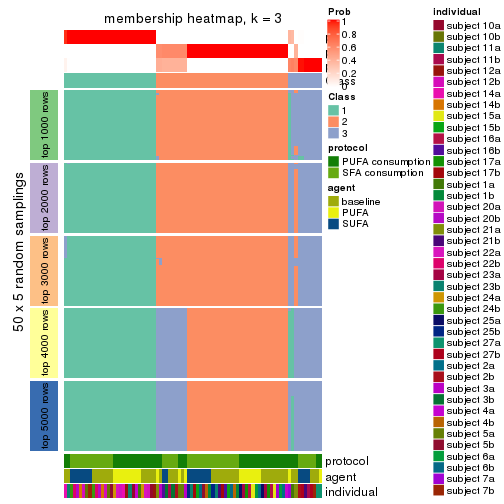 membership heatmap, k = 3
50 x 5 random samplings
top 1000 rows
top 2000 rows
top 3000 rows
top 4000 rows
top 5000 rows
protocol
agent
individual
Prob
1
0.8
0.6
0.4
0.2
0
Class
1
2
3
protocol
PUFA consumption
SFA consumption
agent
baseline
PUFA
SUFA
individual
subject 10a
subject 10b
subject 11a
subject 11b
subject 12a
subject 12b
subject 14a
subject 14b
subject 15a
subject 15b
subject 16a
subject 16b
subject 17a
subject 17b
subject 1a
subject 1b
subject 20a
subject 20b
subject 21a
subject 21b
subject 22a
subject 22b
subject 23a
subject 23b
subject 24a
subject 24b
subject 25a
subject 25b
subject 27a
subject 27b
subject 2a
subject 2b
subject 3a
subject 3b
subject 4a
subject 4b
subject 5a
subject 5b
subject 6a
subject 6b
subject 7a
subject 7b